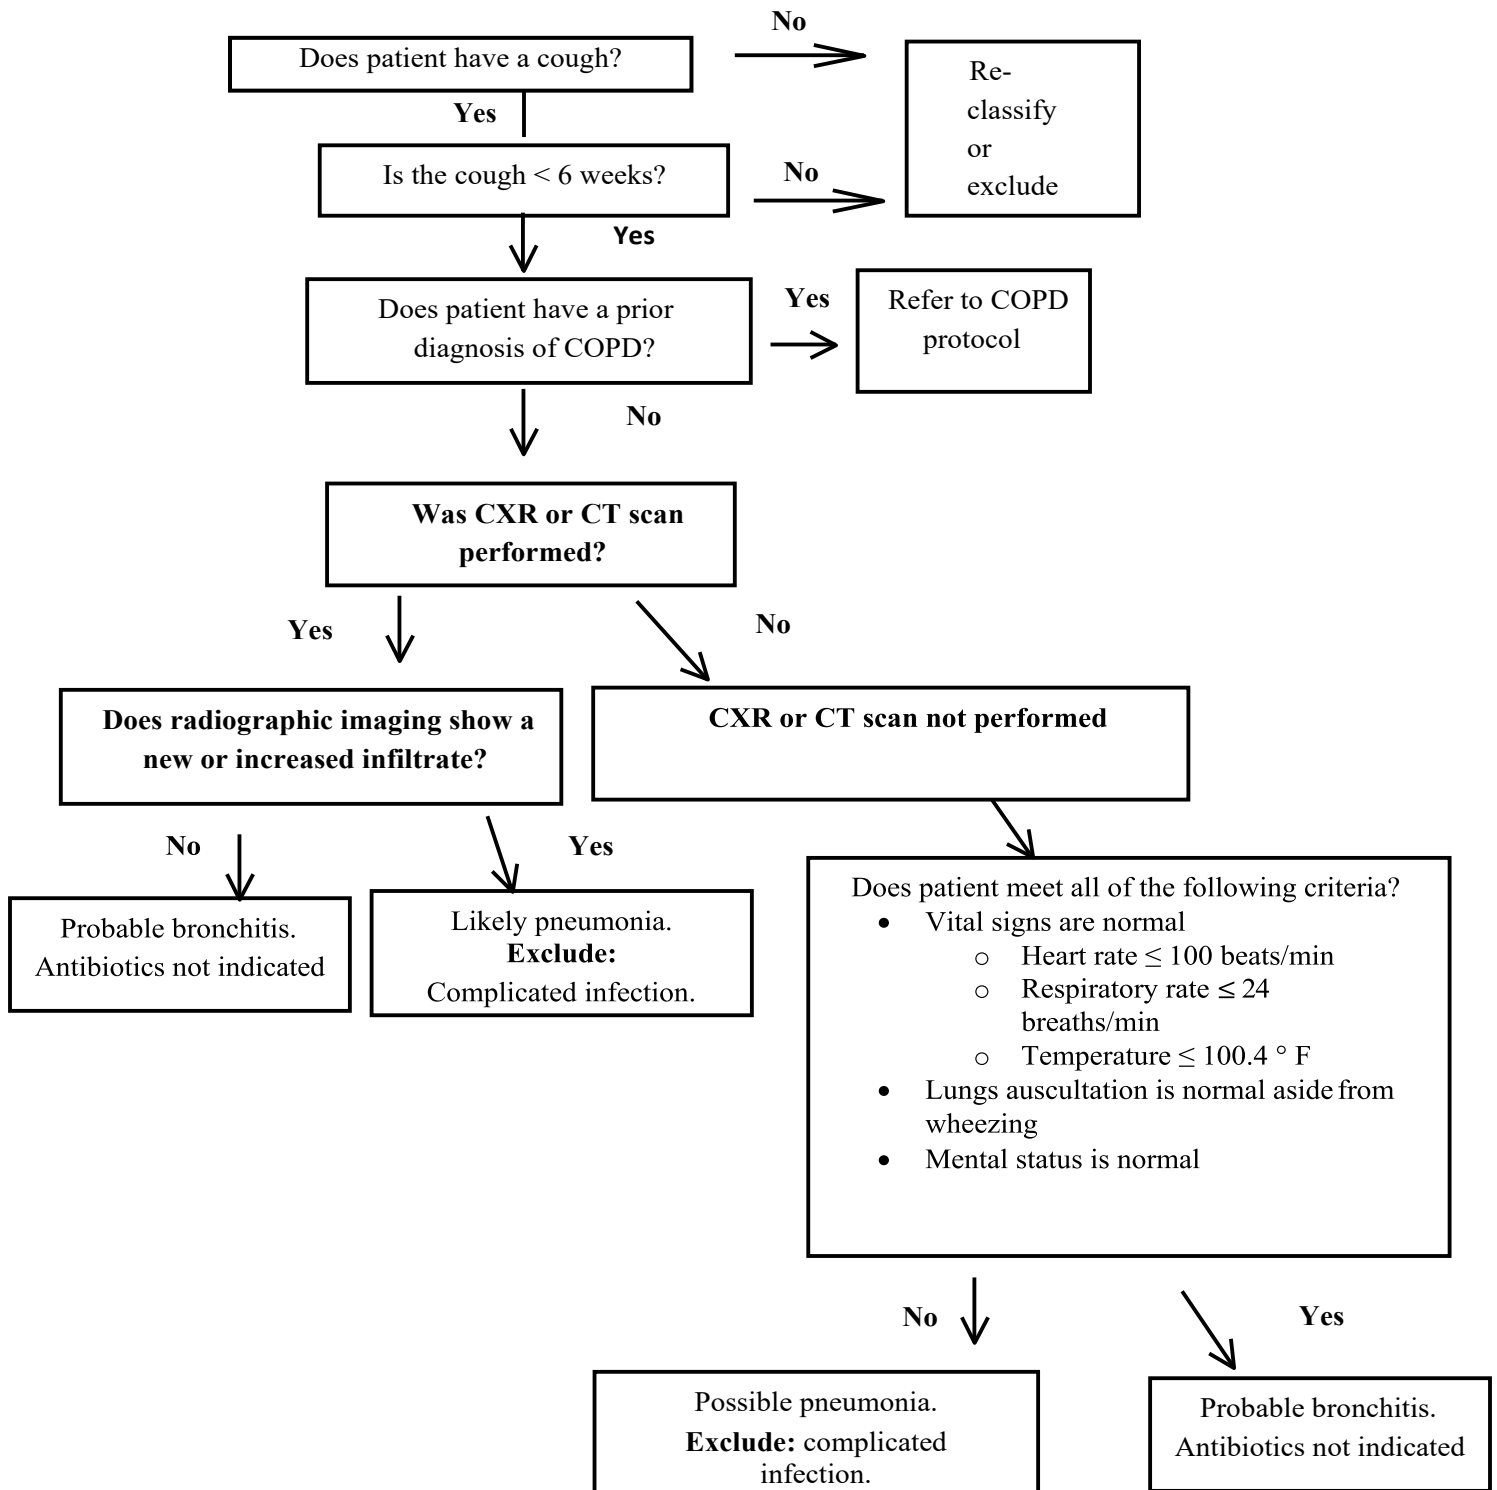 No
Does patient have a cough?
Re-
classify
or
exclude
Yes
Is the cough < 6 weeks?
No
Yes
Does patient have a prior
diagnosis of COPD?
Yes
Refer to COPD
protocol
No
Was CXR or CT scan
performed?
Yes
No
Does radiographic imaging show a
new or increased infiltrate?
CXR or CT scan not performed
No
Yes
Probable bronchitis.
Antibiotics not indicated
Likely pneumonia.
Exclude:
Complicated infection.
Does patient meet all of the following criteria?
• Vital signs are normal
o Heart rate ≤ 100 beats/min
o Respiratory rate ≤ 24
breaths/min
o Temperature ≤ 100.4 ° F
• Lungs auscultation is normal aside from
wheezing
• Mental status is normal
No
Yes
Possible pneumonia.
Exclude: complicated
infection.
Probable bronchitis.
Antibiotics not indicated